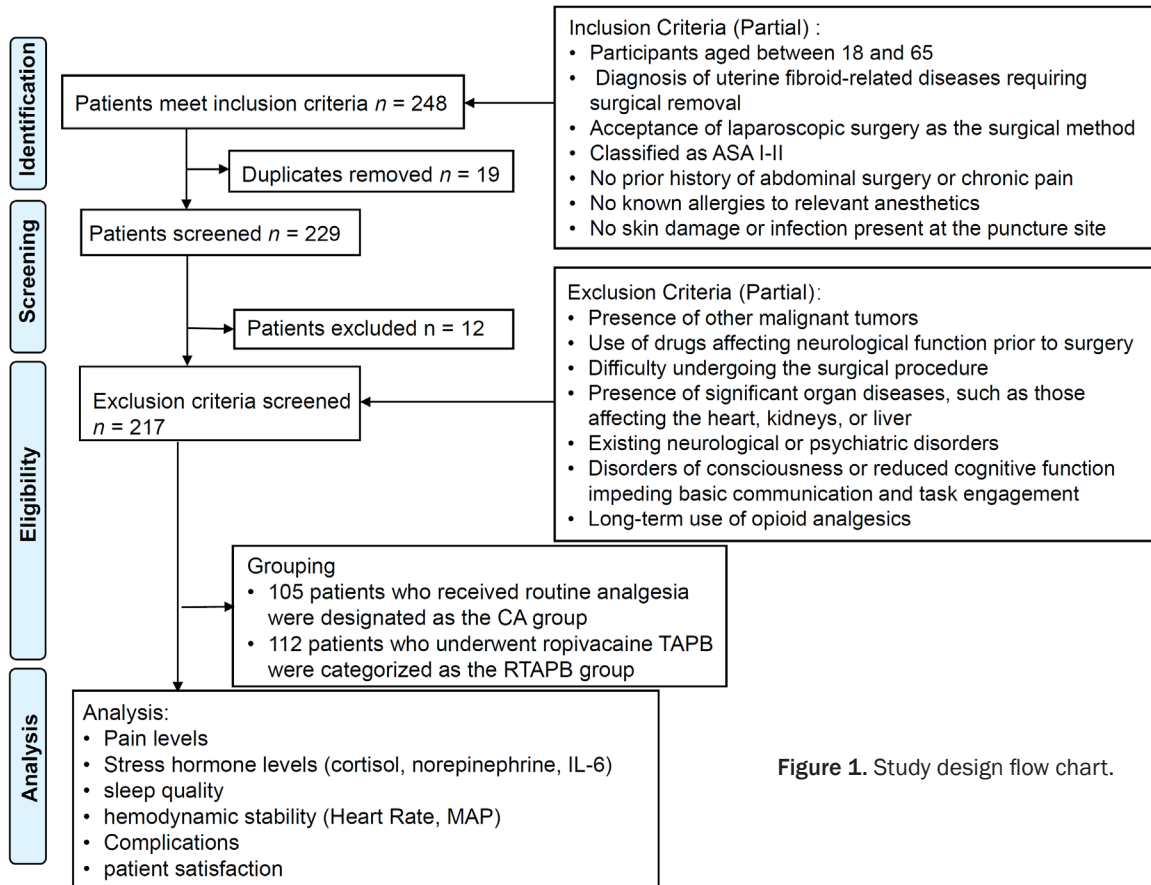 Identification
Patients meet inclusion criteria n = 248
Duplicates removed n = 19
Inclusion Criteria (Partial) :
• Participants aged between 18 and 65
• Diagnosis of uterine fibroid-related diseases requiring
surgical removal
• Acceptance of laparoscopic surgery as the surgical method
• Classified as ASA I-II
• No prior history of abdominal surgery or chronic pain
• No known allergies to relevant anesthetics
• No skin damage or infection present at the puncture site
Screening
Patients screened n = 229
Patients excluded n = 12
Eligibility
Exclusion criteria screened
n = 217
Exclusion Criteria (Partial):
• Presence of other malignant tumors
• Use of drugs affecting neurological function prior to surgery
• Difficulty undergoing the surgical procedure
• Presence of significant organ diseases, such as those
affecting the heart, kidneys, or liver
• Existing neurological or psychiatric disorders
• Disorders of consciousness or reduced cognitive function
impeding basic communication and task engagement
• Long-term use of opioid analgesics
Grouping
• 105 patients who received routine analgesia
were designated as the CA group
• 112 patients who underwent ropivacaine TAPB
were categorized as the RTAPB group
Analysis
Analysis:
• Pain levels
• Stress hormone levels (cortisol, norepinephrine, IL-6)
• sleep quality
• hemodynamic stability (Heart Rate, MAP)
• Complications
• patient satisfaction
Figure 1. Study design flow chart.